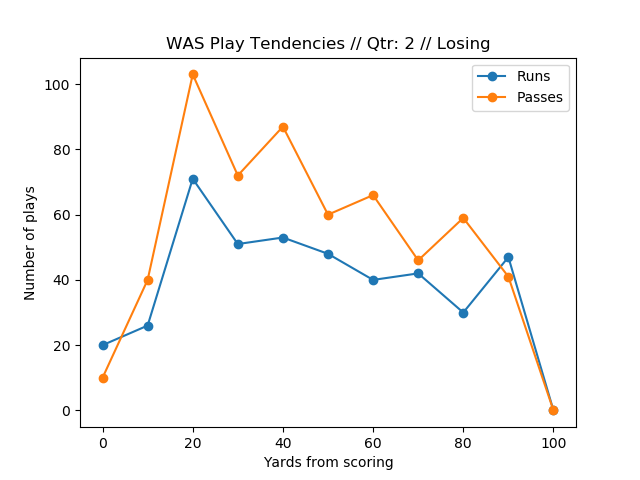 WAS Play Tendencies // Qtr: 2 // Losing
Runs
Passes
100
80
60
40
20
0
Number of plays
0 20 40 60 80 100
Yards from scoring